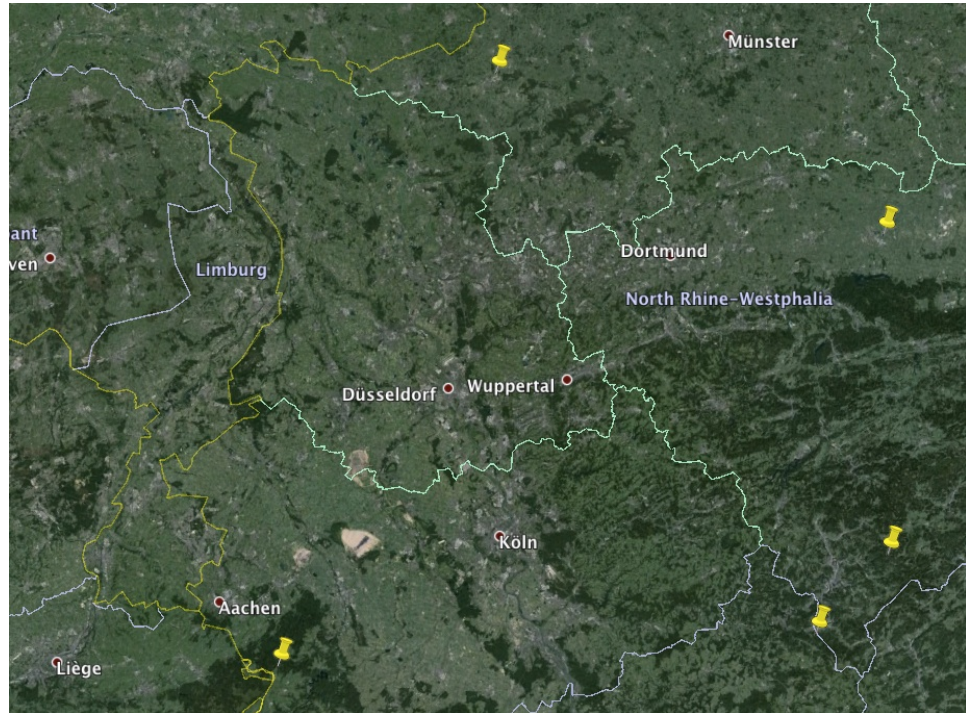 Münster
ant
ven
Limburg
Dortmund
North Rhine-Westphalia
Düsseldorf
Wuppertal
Köln
Aachen
Liège